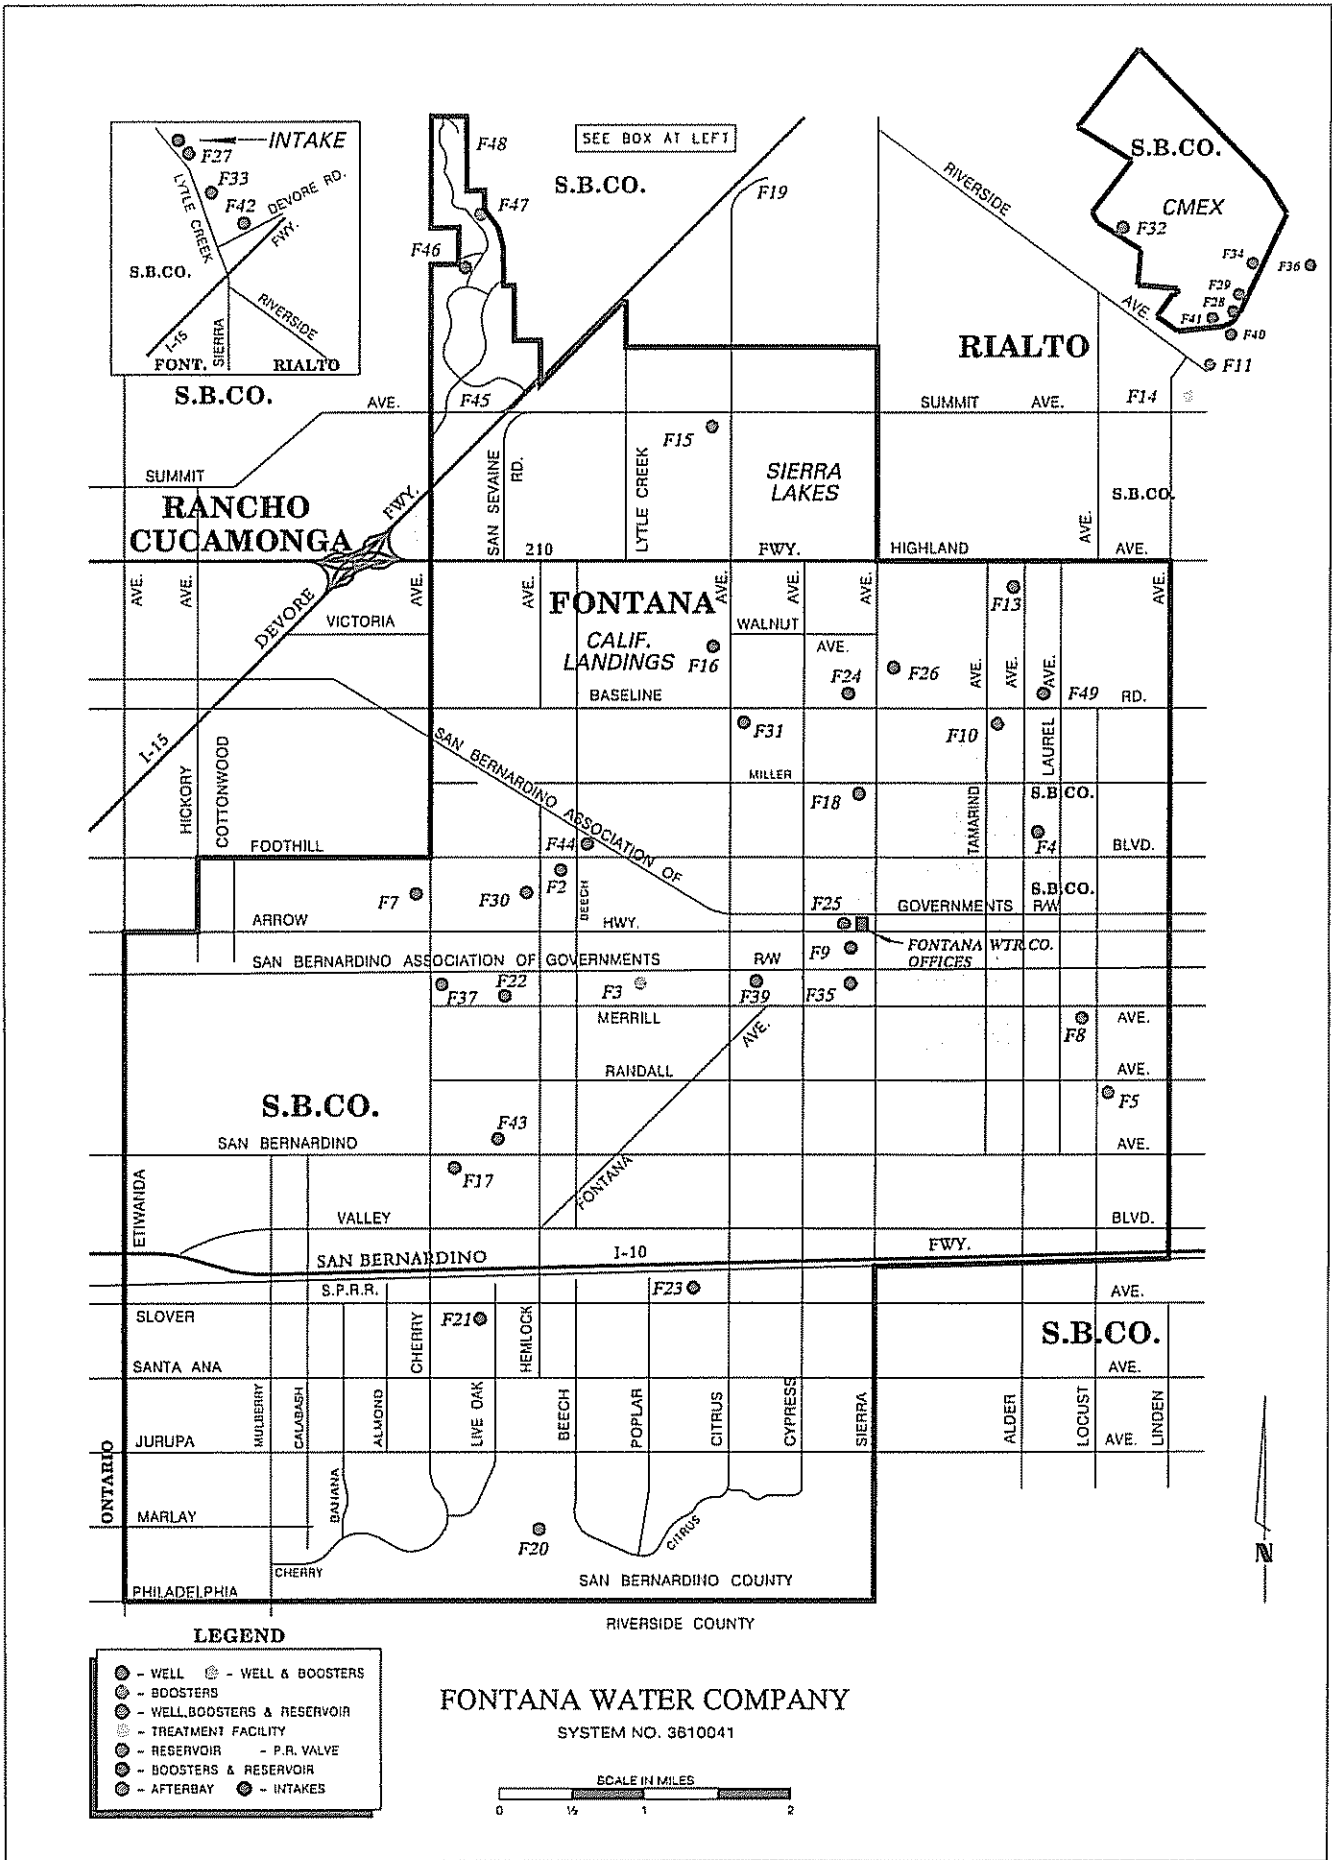 INTAKE
F27
F33
F42
DEVORE RD.
LYTLE CREEK
FWY.
S.B.CO.
I-15
SIERRA
RIVERSIDE
FONT.
RIALTO
SEE BOX AT LEFT
F48
S.B.CO.
F47
F46
F19
RIVERSIDE
AVE.
S.B.CO.
CMEX
F32
F34
F36
F29
F28
F41
F40
F11
F14
RIALTO
S.B.CO.
AVE.
F45
SUMMIT
AVE.
F15
SUMMIT
SIERRA
LAKES
S.B.CO.
RANCHO
CUCAMONGA
FWY.
SAN SEVAINE
RD.
LYTLE CREEK
AVE.
210
FWY.
HIGHLAND
AVE.
AVE.
AVE.
AVE.
AVE.
AVE.
AVE.
AVE.
AVE.
DEVORE
VICTORIA
FONTANA
CALIF.
LANDINGS
F16
WALNUT
AVE.
F13
F24
F26
AVE.
AVE.
AVE.
F49
BASELINE
RD.
I-15
SAN BERNARDINO ASSOCIATION OF
F31
F10
LAUREL
MILLER
HICKORY
COTTONWOOD
F18
TAMARIND
S.B.CO.
F4
FOOTHILL
F44
BLVD.
F7
F30
F2
BEECH
S.B.CO.
F25
GOVERNMENTS
R/W
ARROW
HWY.
FONTANA WTR.CO.
OFFICES
SAN BERNARDINO ASSOCIATION OF GOVERNMENTS
R/W
F9
F37
F22
F3
F39
F35
MERRILL
AVE.
F8
AVE.
RANDALL
AVE.
S.B.CO.
F5
F43
SAN BERNARDINO
AVE.
F17
FONTANA
ETIWANDA
VALLEY
BLVD.
SAN BERNARDINO
I-10
FWY.
S.P.R.R.
F23
AVE.
SLOVER
CHERRY
F21
HEMLOCK
S.B.CO.
SANTA ANA
AVE.
MULBERRY
CALABASH
ALMOND
LIVE OAK
BEECH
POPLAR
CITRUS
CYPRESS
SIERRA
ALDER
LOCUST
LINDEN
JURUPA
AVE.
ONTARIO
BANANA
MARLAY
F20
CITRUS
CHERRY
SAN BERNARDINO COUNTY
PHILADELPHIA
RIVERSIDE COUNTY
N
LEGEND
- WELL - WELL & BOOSTERS
- BOOSTERS
- WELL,BOOSTERS & RESERVOIR
- TREATMENT FACILITY
- RESERVOIR - P.R. VALVE
- BOOSTERS & RESERVOIR
- AFTERBAY - INTAKES
FONTANA WATER COMPANY
SYSTEM NO. 3610041
SCALE IN MILES
0 ½ 1 2